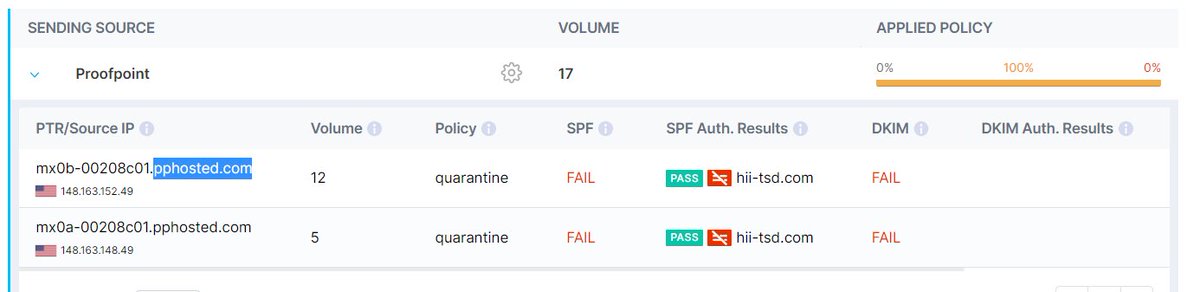 SENDING SOURCE VOLUME APPLIED POLICY
Proofpoint 17 0% 100% 0%
PTR/Source IP Volume Policy SPF SPF Auth. Results DKIM DKIM Auth. Results
mx0b-00208c01.pphosted.com 12 quarantine FAIL PASS hii-tsd.com FAIL
148.163.152.49
mx0a-00208c01.pphosted.com 5 quarantine FAIL PASS hii-tsd.com FAIL
148.163.148.49